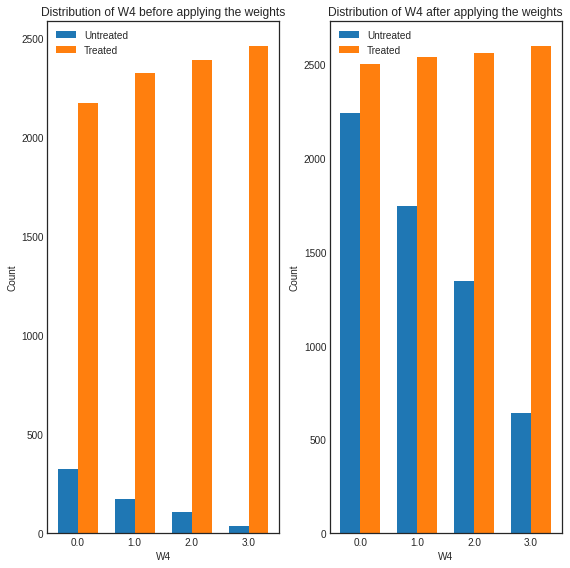 Distribution of W4 before applying the weights
Untreated
Treated
2500
2000
1500
1000
500
0
Count
0.0 1.0 2.0 3.0
W4
Distribution of W4 after applying the weights
Untreated
Treated
2500
2000
1500
1000
500
0
Count
0.0 1.0 2.0 3.0
W4